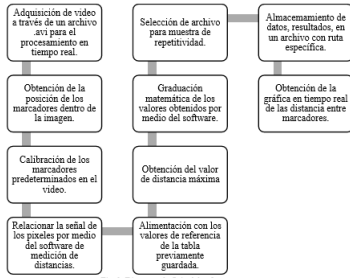 Adquisición de video
a través de un archivo
.avi para el
procesamiento en
tiempo real.
Obtención de la
posición de los
marcadores dentro de
la imagen.
Calibración de los
marcadores
predeterminados en el
video.
Relacionar la señal de
los pixeles por medio
del software de
medición de
distancias.
Alimentación con los
valores de referencia
de la tabla
previamente
guardada.
Obtención del valor
de distancia máxima
Graduación
matemática de los
valores obtenidos por
medio del software.
Selección de archivo
para muestra de
repetitividad.
Almacemamiento de
datos, resultados, en
un archivo con ruta
específica.
Obtención de la
gráfica en tiempo real
de las distancia entre
marcadores.